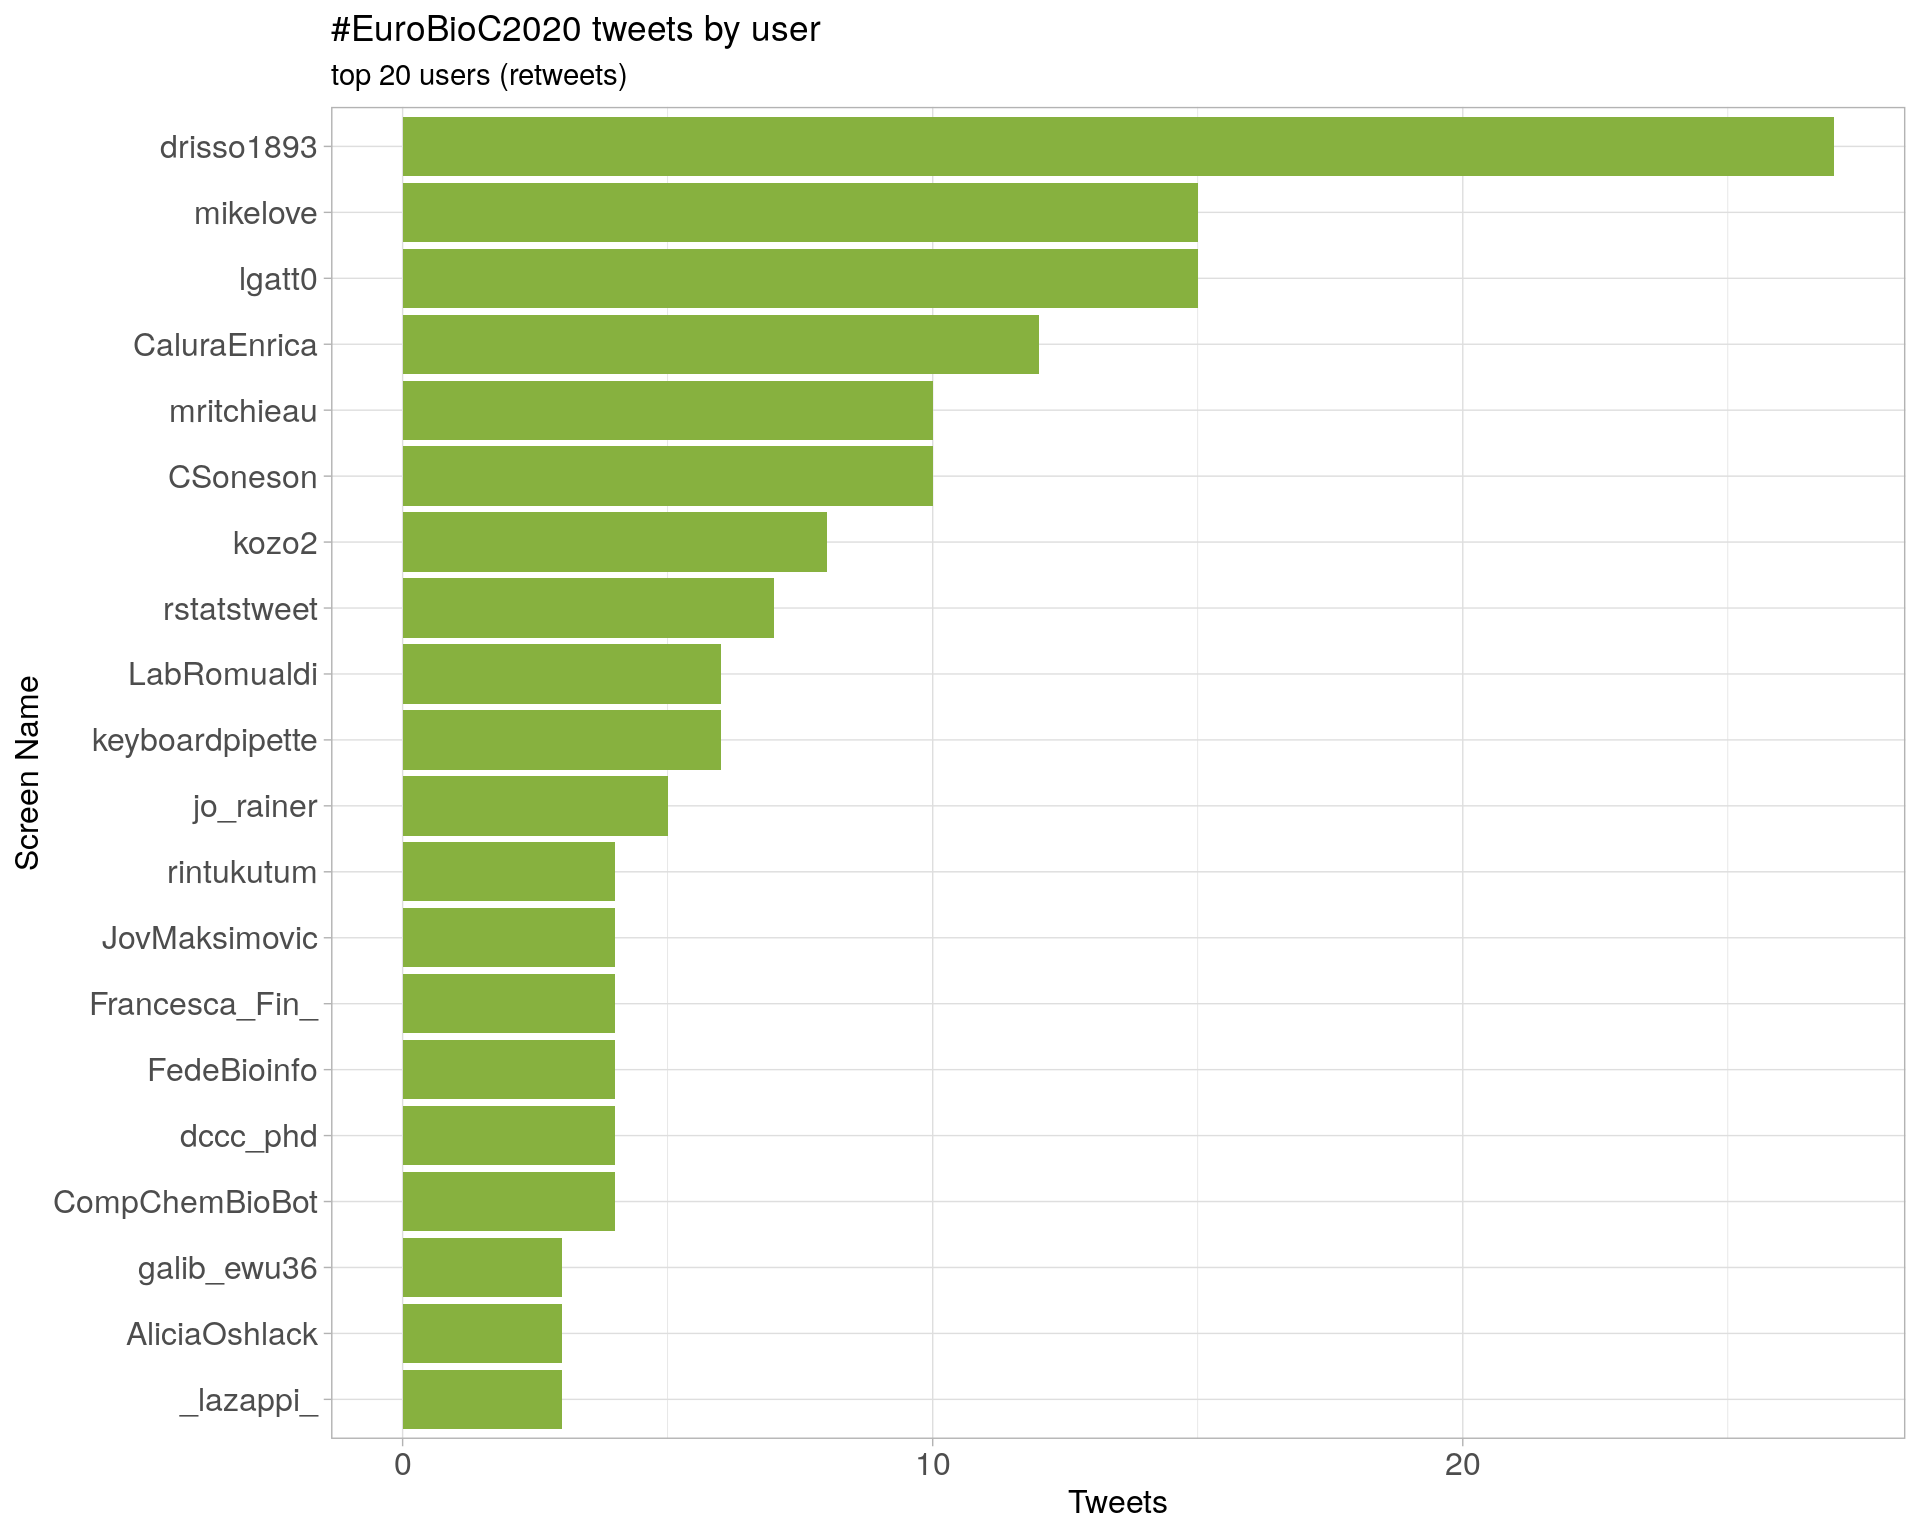 #EuroBioC2020 tweets by user
top 20 users (retweets)
drisso1893
mikelove
lgatt0
CaluraEnrica
mritchieau
CSoneson
kozo2
rstatstweet
LabRomualdi
keyboardpipette
jo_rainer
rintukutum
JovMaksimovic
Francesca_Fin_
FedeBioinfo
dccc_phd
CompChemBioBot
galib_ewu36
AliciaOshlack
_lazappi_
Screen Name
0 10 20
Tweets